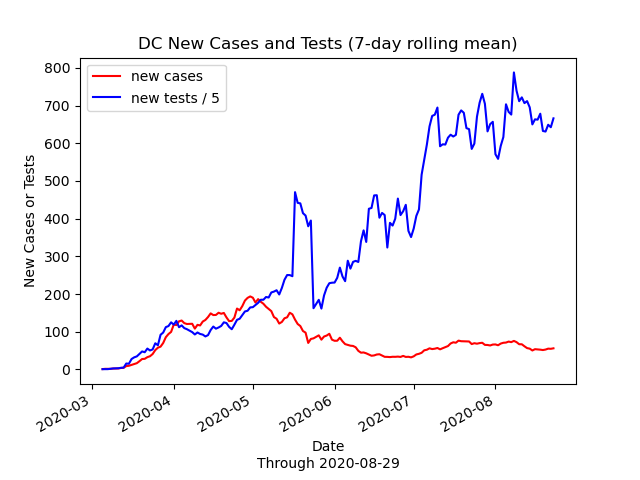 DC New Cases and Tests (7-day rolling mean)
new cases
new tests / 5
800
700
600
500
400
300
200
100
0
New Cases or Tests
2020-03
2020-04
2020-05
2020-06
2020-07
2020-08
Date
Through 2020-08-29